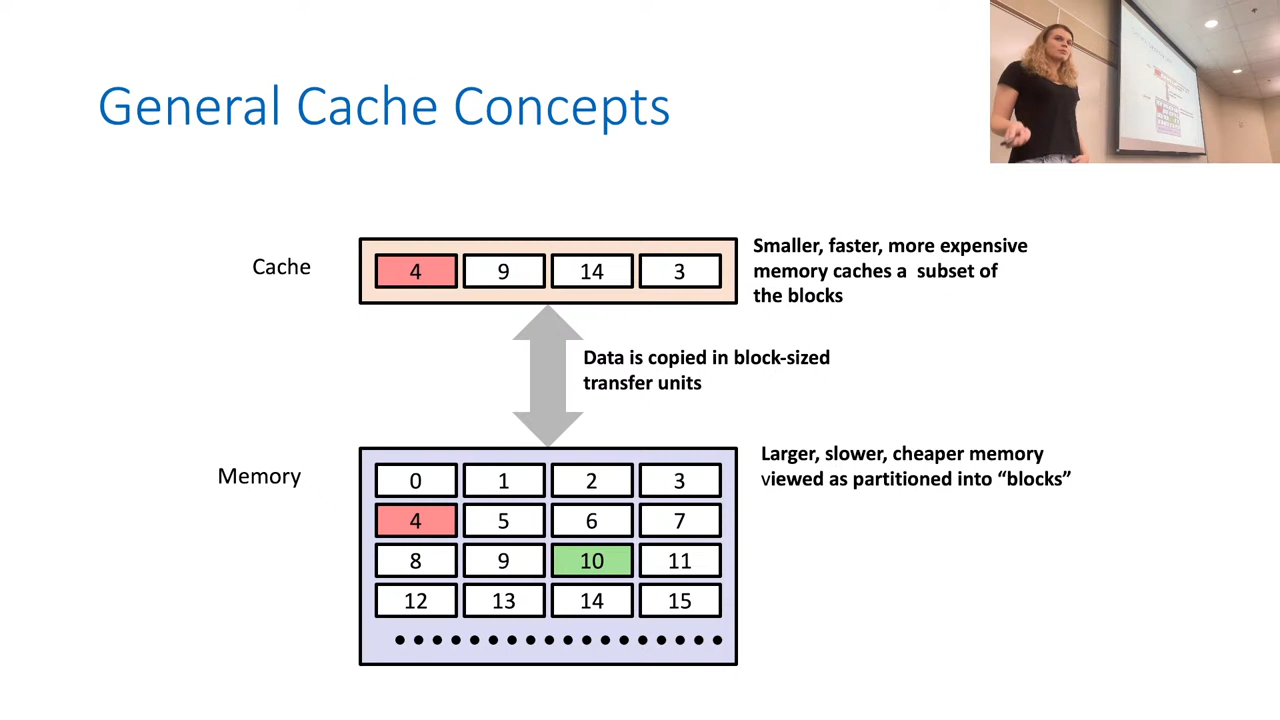 General Cache Concepts
Cache
4 9 14 3
Smaller, faster, more expensive
memory caches a subset of
the blocks
Data is copied in block-sized
transfer units
Memory
0 1 2 3
4 5 6 7
8 9 10 11
12 13 14 15
Larger, slower, cheaper memory
viewed as partitioned into “blocks”